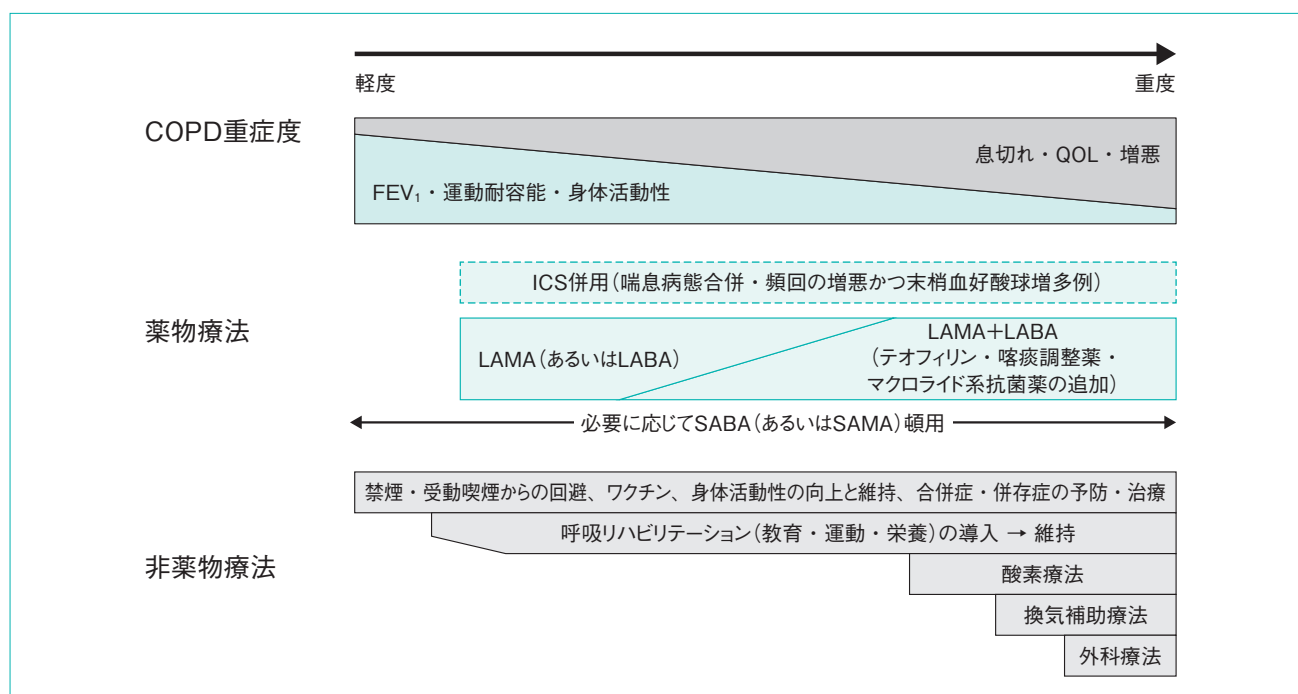 軽度
重度
COPD重症度
息切れ・QOL・増悪
FEV₁・運動耐容能・身体活動性
ICS併用(喘息病態合併・頻回の増悪かつ末梢血好酸球増多例)
薬物療法
LAMA(あるいはLABA)
LAMA+LABA
(テオフィリン・喀痰調整薬・
マクロライド系抗菌薬の追加)
必要に応じてSABA(あるいはSAMA)頓用
禁煙・受動喫煙からの回避、ワクチン、身体活動性の向上と維持、合併症・併存症の予防・治療
呼吸リハビリテーション(教育・運動・栄養)の導入 → 維持
非薬物療法
酸素療法
換気補助療法
外科療法